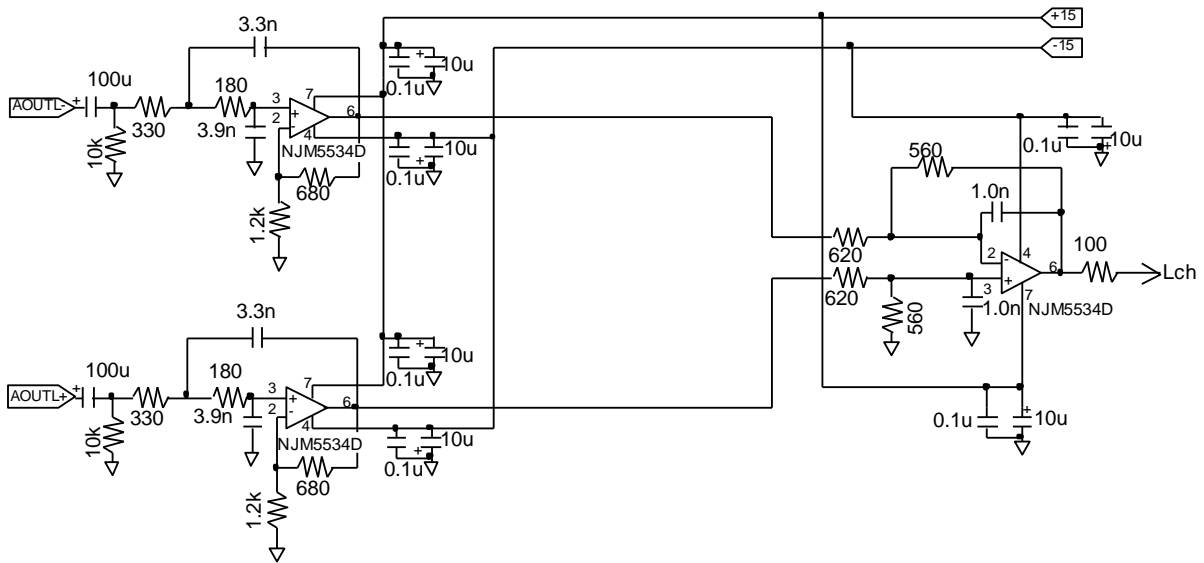 +15
-15
3.3n
100u
180
AOUTL-
+
330
10k
3.9n
3
2
+
-
7
4
6
NJM5534D
680
1.2k
+
10u
0.1u
+
10u
0.1u
0.1u
+
10u
560
1.0n
620
620
560
2
3
-
+
4
7
6
1.0n
NJM5534D
100
Lch
0.1u
+
10u
3.3n
100u
180
AOUTL+
+
330
10k
3.9n
3
2
+
-
7
4
6
NJM5534D
680
1.2k
+
10u
0.1u
+
10u
0.1u